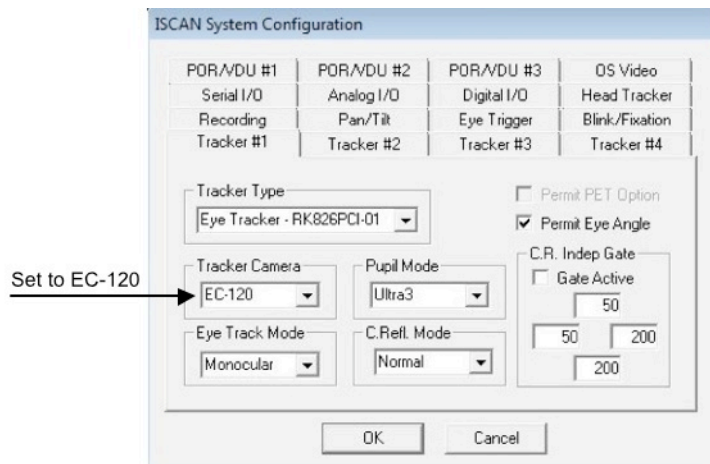 ISCAN System Configuration
POR/VDU #1 POR/VDU #2 POR/VDU #3 OS Video
Serial I/O Analog I/O Digital I/O Head Tracker
Recording Pan/Tilt Eye Trigger Blink/Fixation
Tracker #1 Tracker #2 Tracker #3 Tracker #4
Tracker Type
Eye Tracker - RK826PCI-01
Permit PET Option
Permit Eye Angle
Set to EC-120
Tracker Camera
EC-120
Pupil Mode
Ultra3
Eye Track Mode
Monocular
C.Refl. Mode
Normal
C.R. Indep Gate
Gate Active
50
50 200
200
OK Cancel